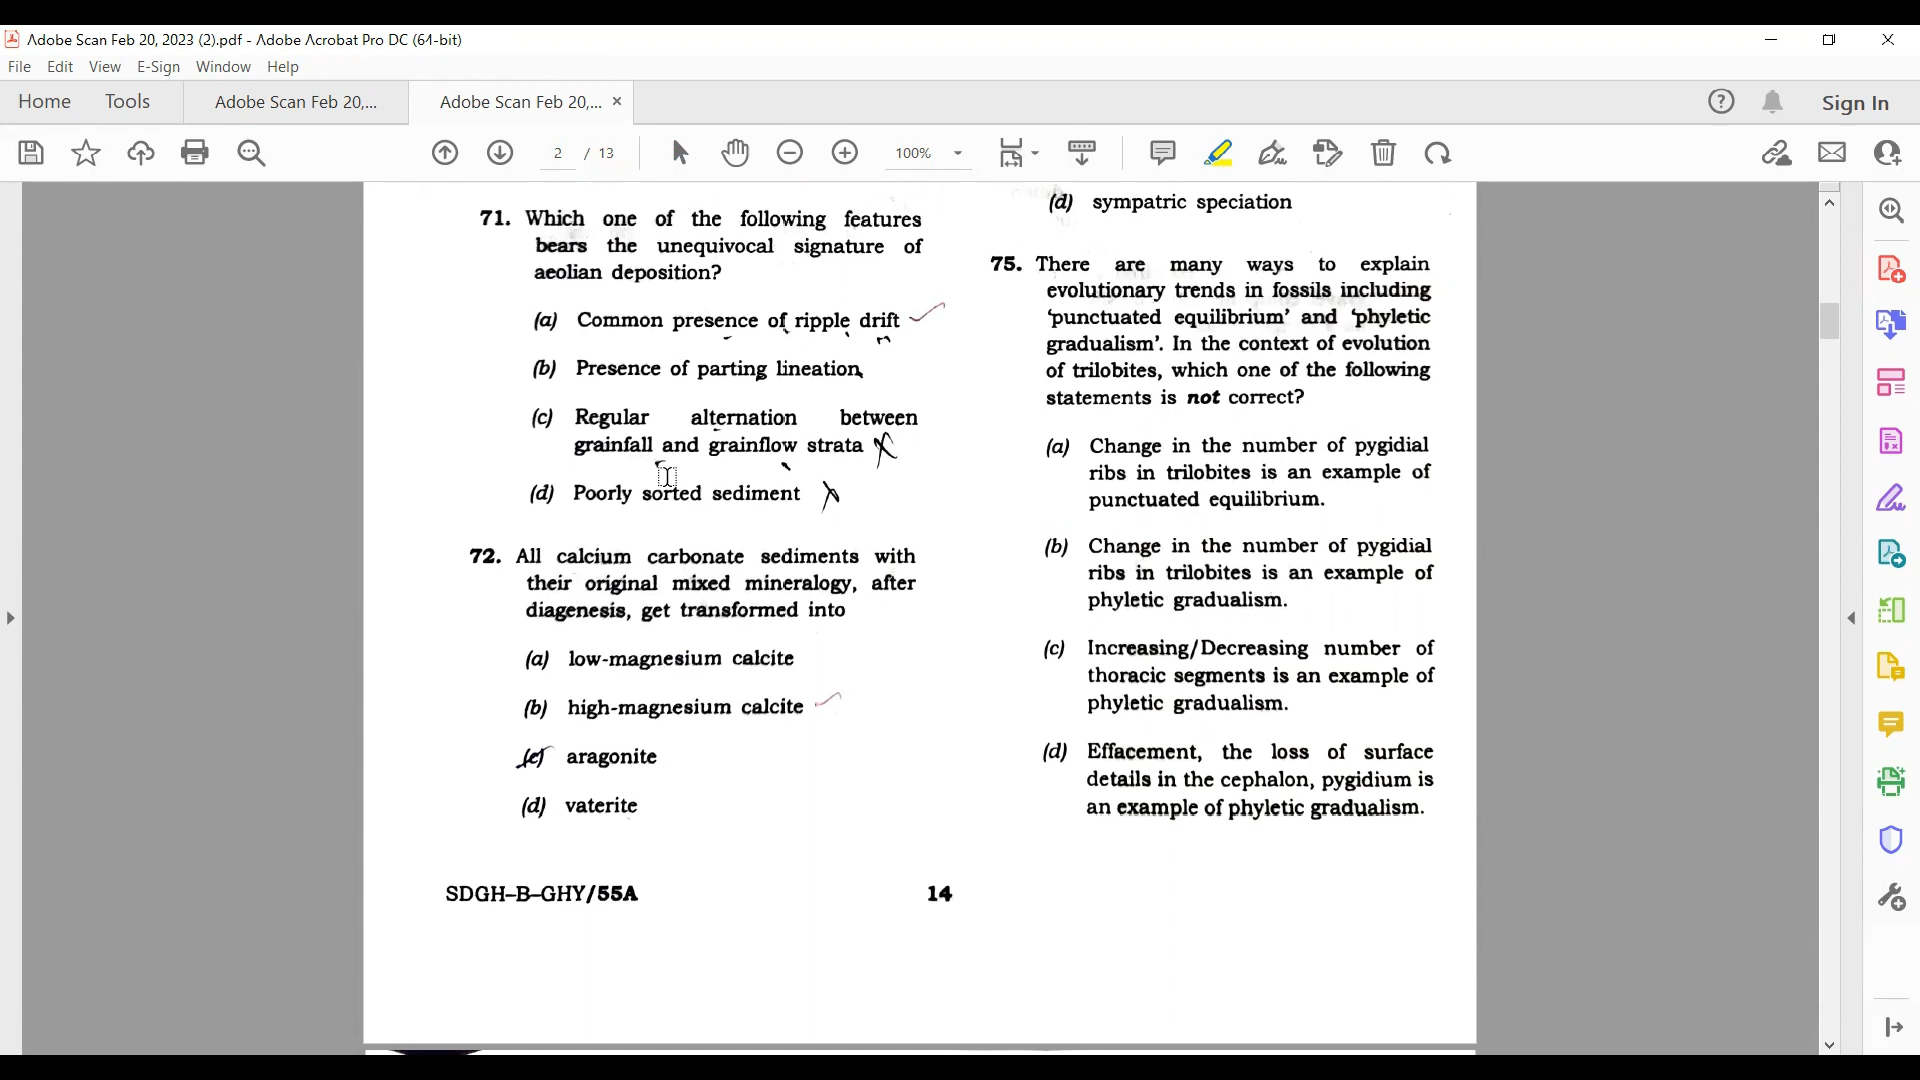 Adobe Scan Feb 20, 2023 (2).pdf - Adobe Acrobat Pro DC (64-bit)
File Edit View E-Sign Window Help
Home Tools Adobe Scan Feb 20,... Adobe Scan Feb 20,... × Sign In
2 / 13 100%
71. Which one of the following features
bears the unequivocal signature of
aeolian deposition?
(a) Common presence of ripple drift
(b) Presence of parting lineation
(c) Regular alternation between
grainfall and grainflow strata
(d) Poorly sorted sediment
72. All calcium carbonate sediments with
their original mixed mineralogy, after
diagenesis, get transformed into
(a) low-magnesium calcite
(b) high-magnesium calcite
(c) aragonite
(d) vaterite
(d) sympatric speciation
75. There are many ways to explain
evolutionary trends in fossils including
'punctuated equilibrium' and 'phyletic
gradualism'. In the context of evolution
of trilobites, which one of the following
statements is not correct?
(a) Change in the number of pygidial
ribs in trilobites is an example of
punctuated equilibrium.
(b) Change in the number of pygidial
ribs in trilobites is an example of
phyletic gradualism.
(c) Increasing/Decreasing number of
thoracic segments is an example of
phyletic gradualism.
(d) Effacement, the loss of surface
details in the cephalon, pygidium is
an example of phyletic gradualism.
SDGH-B-GHY/55A 14